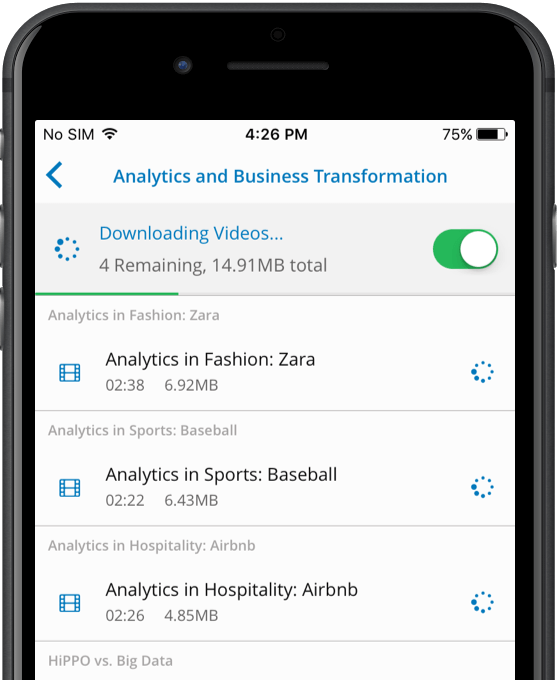 No SIM 4:26 PM 75%
Analytics and Business Transformation
Downloading Videos...
4 Remaining, 14.91MB total
Analytics in Fashion: Zara
Analytics in Fashion: Zara
02:38 6.92MB
Analytics in Sports: Baseball
Analytics in Sports: Baseball
02:22 6.43MB
Analytics in Hospitality: Airbnb
Analytics in Hospitality: Airbnb
02:26 4.85MB
HiPPO vs. Big Data